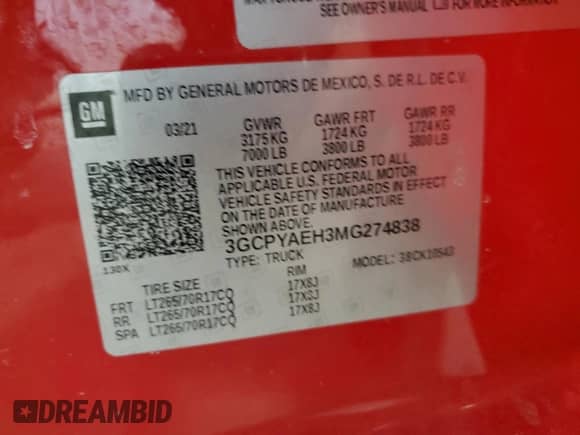 SEE OWNER'S MANUAL FOR MORE INFORMATION
GM
MFD BY GENERAL MOTORS DE MEXICO, S. DE R.L. DE C.V.
03/21 GVWR GAWR FRT GAWR RR
3175 KG 1724 KG 1724 KG
7000 LB 3800 LB 3800 LB
THIS VEHICLE CONFORMS TO ALL
APPLICABLE U.S. FEDERAL MOTOR
VEHICLE SAFETY STANDARDS IN EFFECT
ON THE DATE OF MANUFACTURE
3GCPYAEH3MG274838
TYPE: TRUCK MODEL: 38CK10543
130X
TIRE SIZE RIM
FRT LT265/70R17CQ 17X8J
RR LT265/70R17CQ 17X8J
SPA LT265/70R17CQ 17X8J
DREAMBID